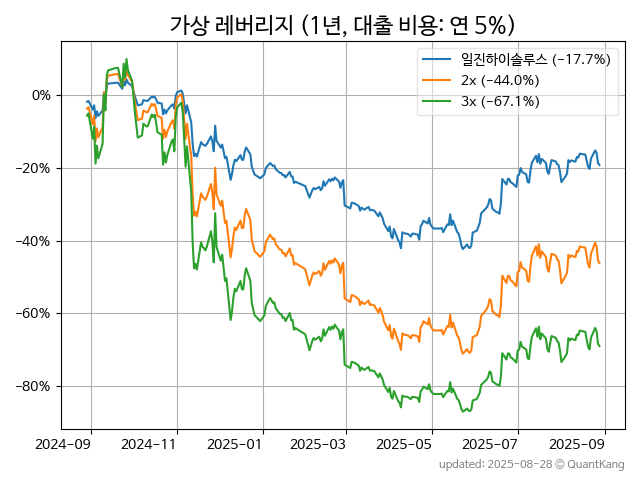 가상 레버리지 (1년, 대출 비용: 연 5%)
일진하이솔루스 (−17.7%)
2x (−44.0%)
3x (−67.1%)
0%
−20%
−40%
−60%
−80%
2024-09 2024-11 2025-01 2025-03 2025-05 2025-07 2025-09
updated: 2025-08-28 © QuantKang